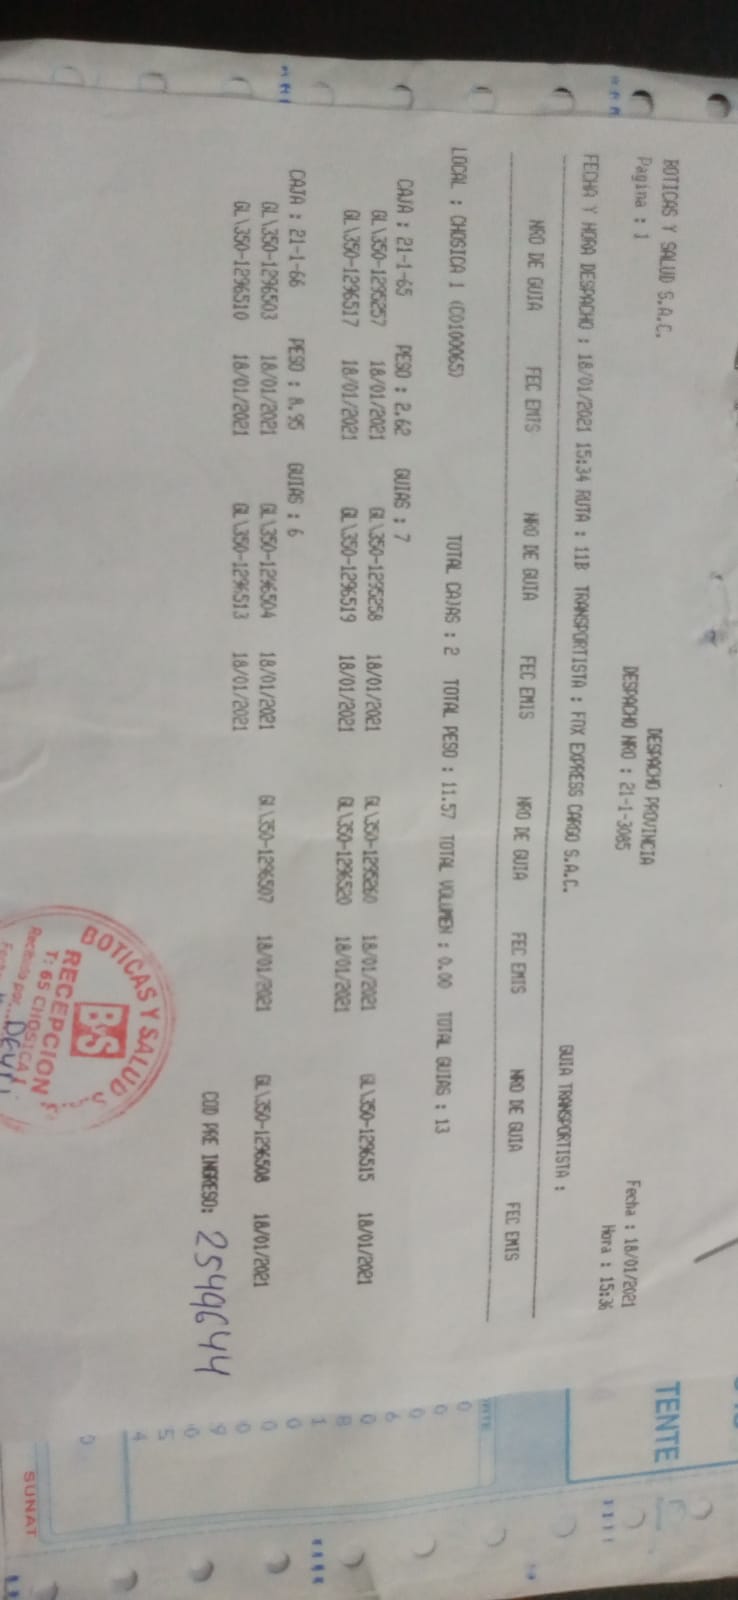 BOTICAS Y SALUD S.A.C. DESPACHO PROVINCIA Fecha : 18/01/2021
Pagina : 1 DESPACHO NRO : 21-1-3085 Hora : 15:36
FECHA Y HORA DESPACHO : 18/01/2021 15:34 RUTA : 11B TRANSPORTISTA : FOX EXPRESS CARGO S.A.C. GUIA TRANSPORTISTA :
NRO DE GUIA FEC EMIS NRO DE GUIA FEC EMIS NRO DE GUIA FEC EMIS NRO DE GUIA FEC EMIS
LOCAL : CHOSICA 1 (C0100065) TOTAL CAJAS : 2 TOTAL PESO : 11.57 TOTAL VOLUMEN : 0.00 TOTAL GUIAS : 13
CAJA : 21-1-65 PESO : 2.62 GUIAS : 7
GL\350-1295257 18/01/2021 GL\350-1295258 18/01/2021 GL\350-1295260 18/01/2021 GL\350-1296515 18/01/2021
GL\350-1296517 18/01/2021 GL\350-1296519 18/01/2021 GL\350-1296520 18/01/2021
CAJA : 21-1-66 PESO : 8.95 GUIAS : 6
GL\350-1296503 18/01/2021 GL\350-1296504 18/01/2021 GL\350-1296507 18/01/2021 GL\350-1296508 18/01/2021
GL\350-1296510 18/01/2021 GL\350-1296513 18/01/2021
COD PRE INGRESO: 2549644
BOTICAS Y SALUD
B&S
RECEPCION
T: 65 CHOSICA 1
Recibido por
TENTE
SUNAT